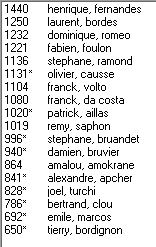 1440 henrique, fernandes
1250 laurent, bordes
1232 dominique, romeo
1221 fabien, foulon
1136 stephane, ramond
1131* olivier, causse
1104 franck, volto
1080 franck, da costa
1020* patrick, aillas
1019 remy, saphon
996* stephane, bruandet
940* damien, bruvier
864 amalou, amokrane
841* alexandre, apcher
828* joel, turchi
786* bertrand, clou
692* emile, marcos
650* tierry, bordignon